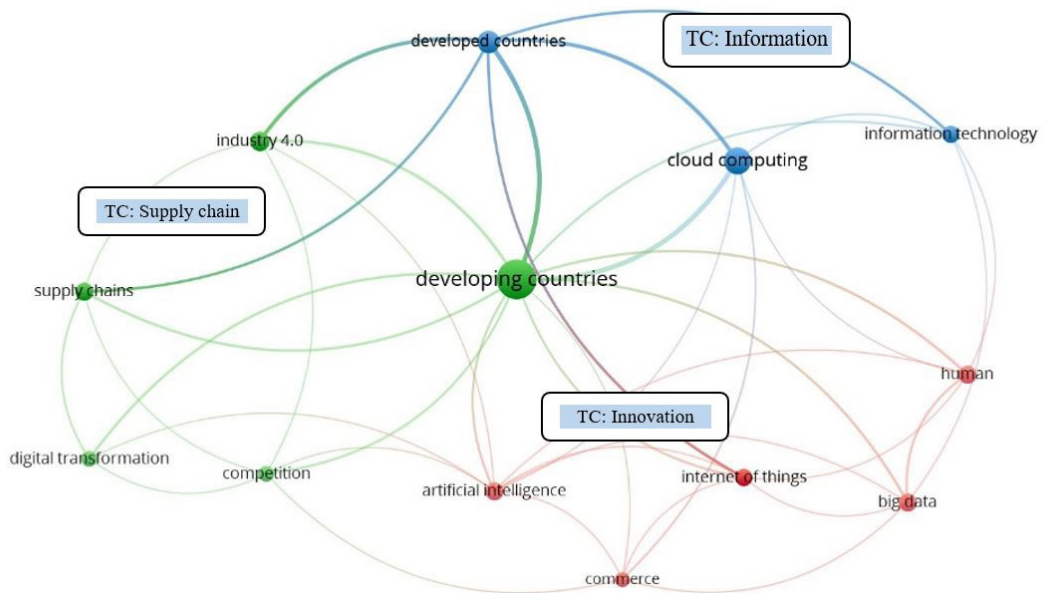 developed countries
TC: Information
industry 4.0
information technology
cloud computing
TC: Supply chain
developing countries
supply chains
human
TC: Innovation
digital transformation
competition
internet of things
artificial intelligence
big data
commerce